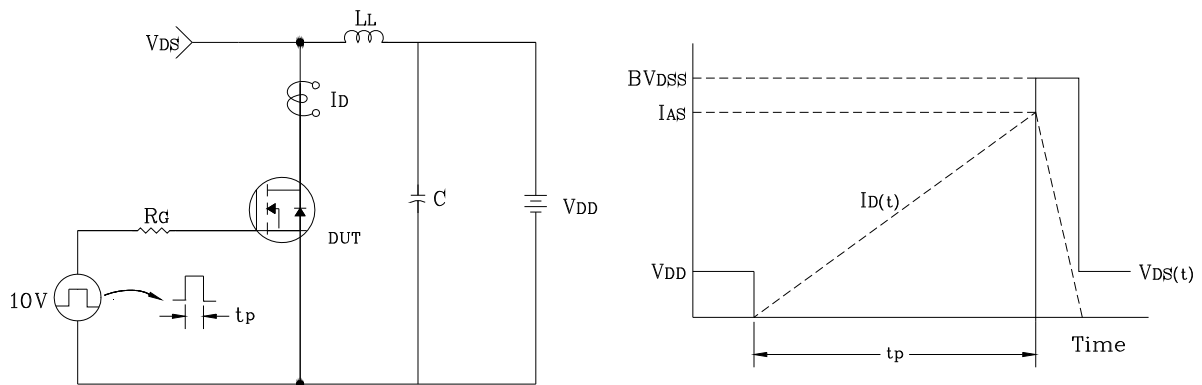 LL
VDS
ID
RG
C
VDD
DUT
10V
tp
BVDSS
IAS
ID(t)
VDD
VDS(t)
Time
tp